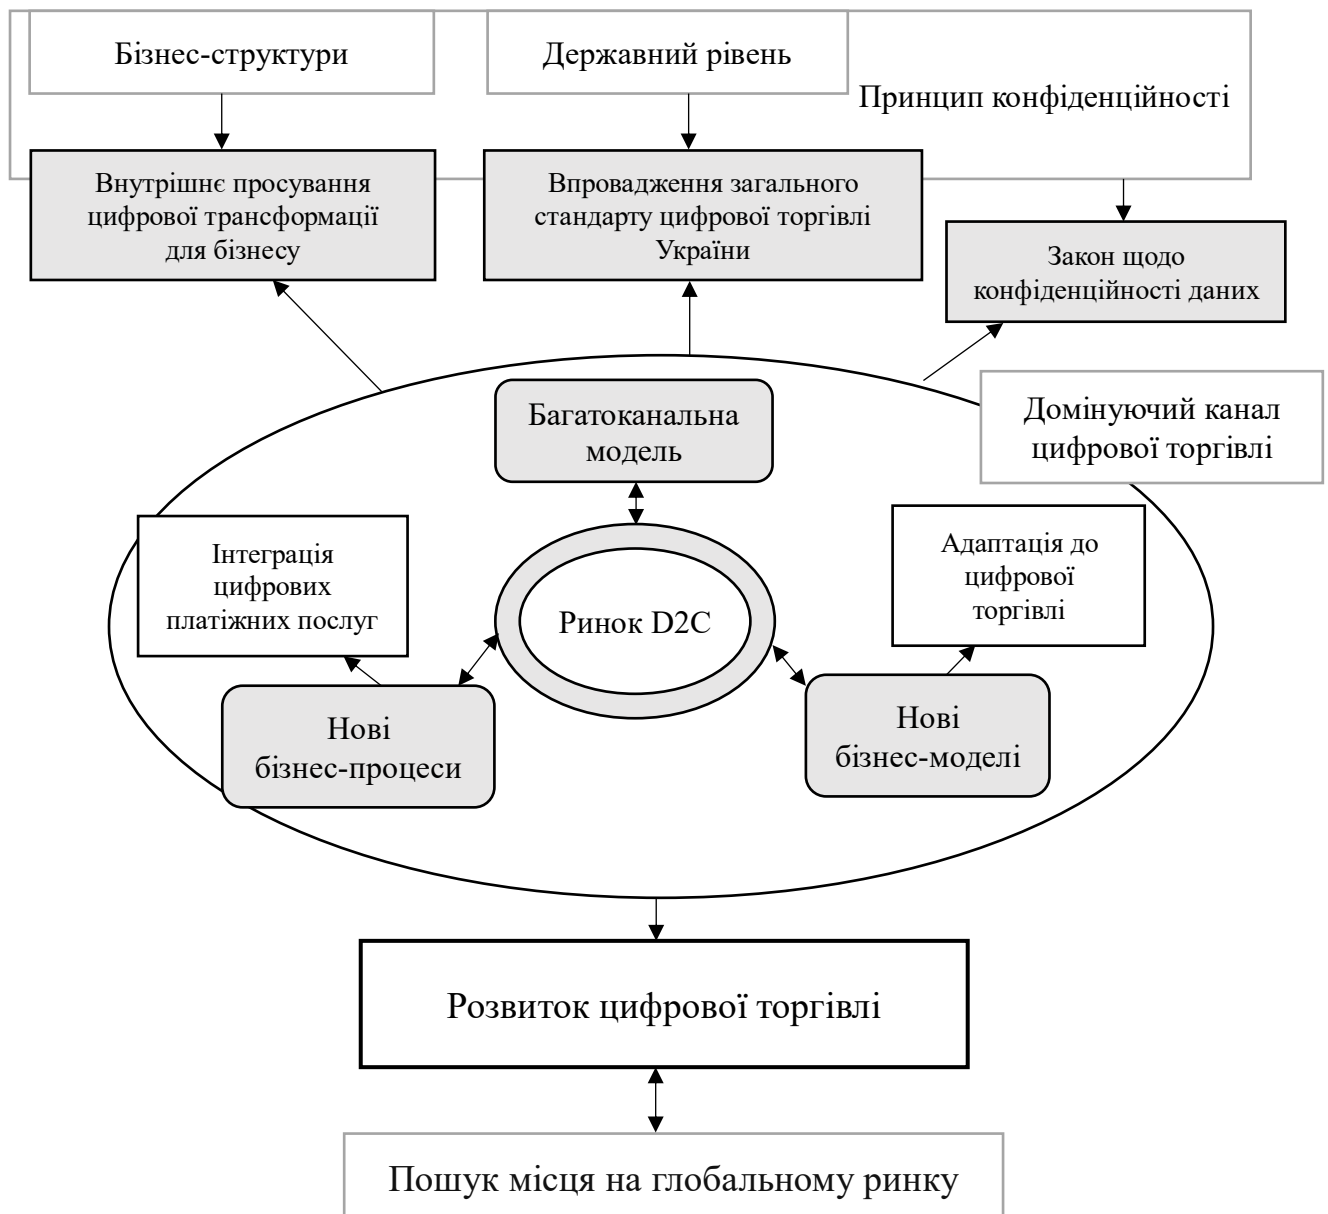 Бізнес-структури
Державний рівень
Принцип конфіденційності
Внутрішнє просування
цифрової трансформації
для бізнесу
Впровадження загального
стандарту цифрової торгівлі
України
Закон щодо
конфіденційності даних
Багатоканальна
модель
Домінуючий канал
цифрової торгівлі
Інтеграція
цифрових
платіжних послуг
Ринок D2C
Адаптація до
цифрової
торгівлі
Нові
бізнес-процеси
Нові
бізнес-моделі
Розвиток цифрової торгівлі
Пошук місця на глобальному ринку